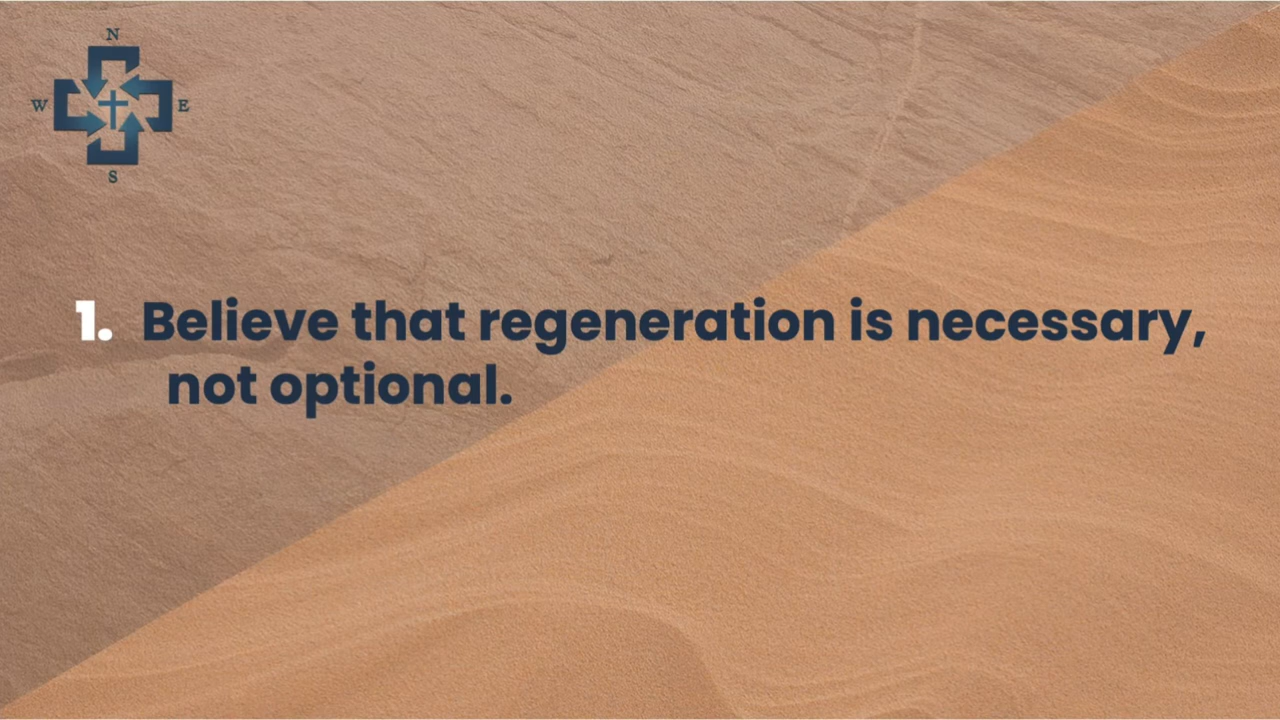 N
W E
S
1. Believe that regeneration is necessary,
not optional.